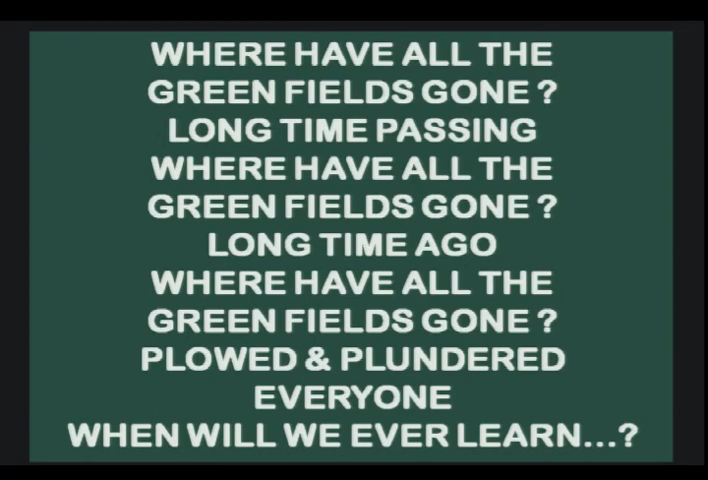 WHERE HAVE ALL THE
GREEN FIELDS GONE ?
LONG TIME PASSING
WHERE HAVE ALL THE
GREEN FIELDS GONE ?
LONG TIME AGO
WHERE HAVE ALL THE
GREEN FIELDS GONE ?
PLOWED & PLUNDERED
EVERYONE
WHEN WILL WE EVER LEARN...?